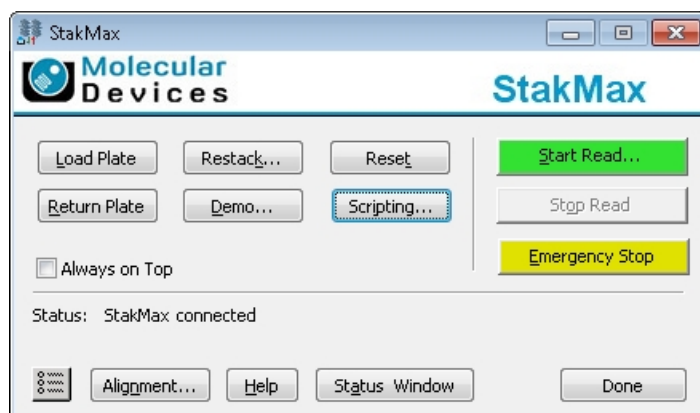 StakMax
Molecular
Devices
StakMax
Load Plate Restack... Reset Start Read...
Return Plate Demo... Scripting... Stop Read
Emergency Stop
Always on Top
Status: StakMax connected
Alignment... Help Status Window Done